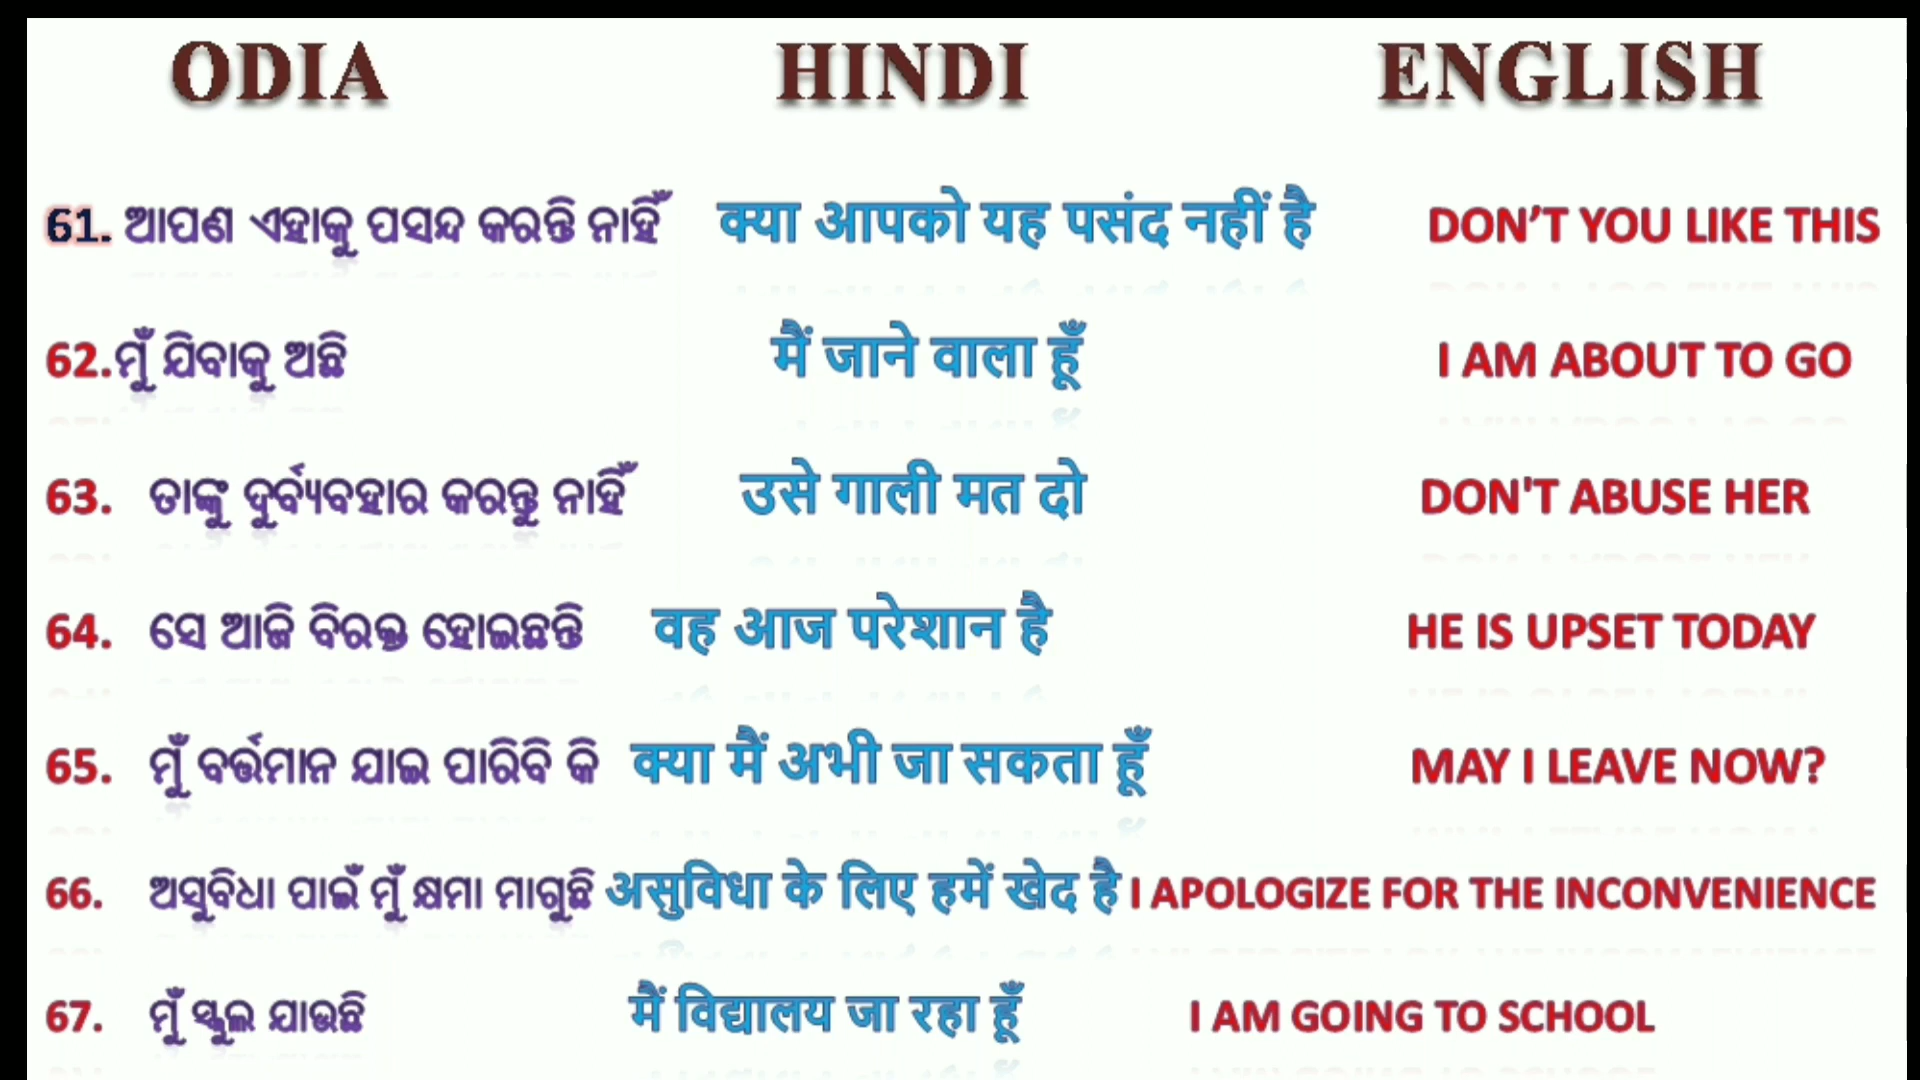 ODIA HINDI ENGLISH
61. ଆପଣ ଏହାକୁ ପସନ୍ଦ କରନ୍ତି ନାହିଁ क्या आपको यह पसंद नहीं है DON’T YOU LIKE THIS
62.ମୁଁ ଯିବାକୁ ଅଛି मैं जाने वाला हूँ I AM ABOUT TO GO
63. ତାଙ୍କୁ ଦୁର୍ବ୍ୟବହାର କରନ୍ତୁ ନାହିଁ उसे गाली मत दो DON'T ABUSE HER
64. ସେ ଆଜି ବିରକ୍ତ ହୋଇଛନ୍ତି वह आज परेशान है HE IS UPSET TODAY
65. ମୁଁ ବର୍ତ୍ତମାନ ଯାଇ ପାରିବି କି क्या मैं अभी जा सकता हूँ MAY I LEAVE NOW?
66. ଅସୁବିଧା ପାଇଁ ମୁଁ କ୍ଷମା ମାଗୁଛି असुविधा के लिए हमें खेद है I APOLOGIZE FOR THE INCONVENIENCE
67. ମୁଁ ସ୍କୁଲ ଯାଉଛି मैं विद्यालय जा रहा हूँ I AM GOING TO SCHOOL